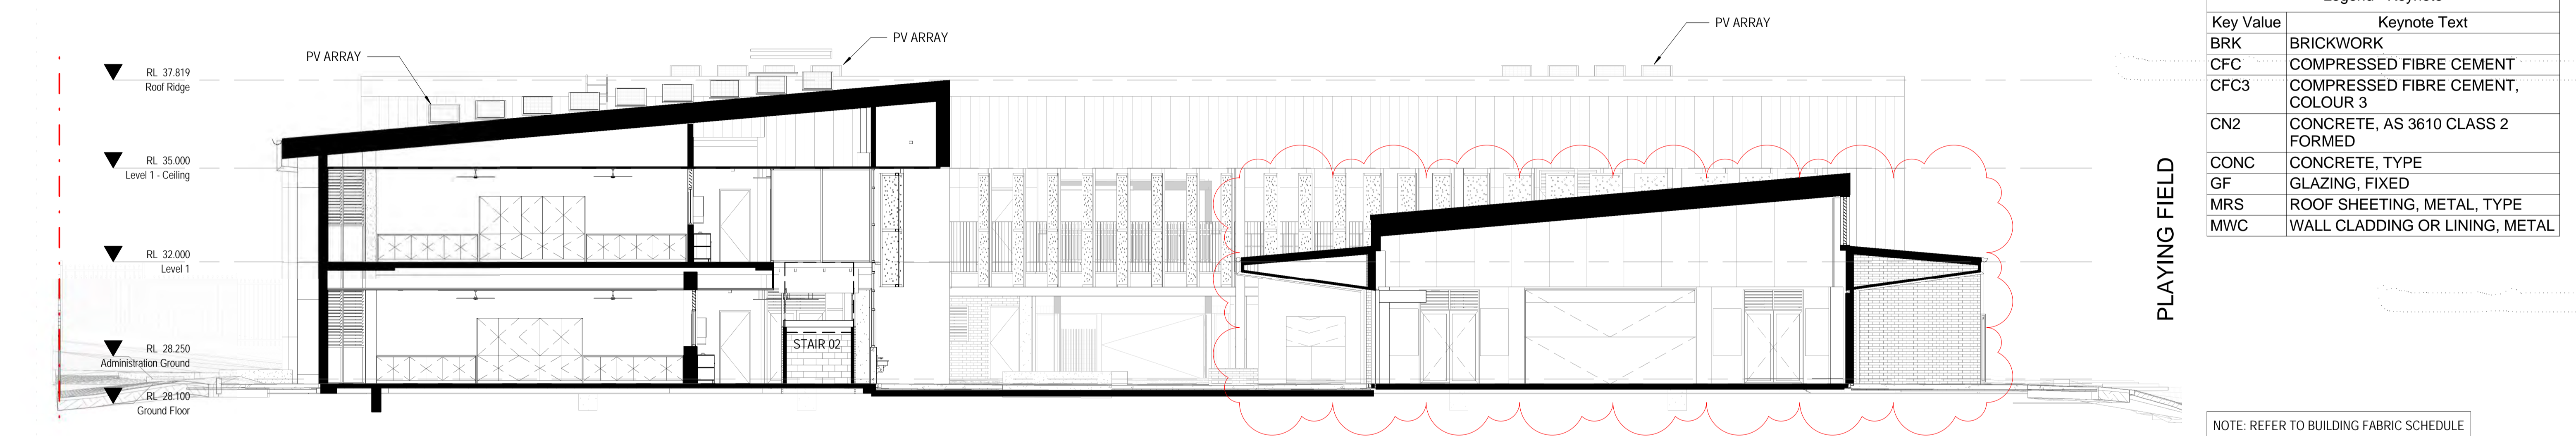 PV ARRAY
PV ARRAY
PV ARRAY
RL 37.819
Roof Ridge
RL 35.000
Level 1 - Ceiling
RL 32.000
Level 1
RL 28.250
Administration Ground
RL 28.100
Ground Floor
STAIR 02
PLAYING FIELD
Legend - Keynote
Key Value Keynote Text
BRK BRICKWORK
CFC COMPRESSED FIBRE CEMENT
CFC3 COMPRESSED FIBRE CEMENT,
COLOUR 3
CN2 CONCRETE, AS 3610 CLASS 2
FORMED
CONC CONCRETE, TYPE
GF GLAZING, FIXED
MRS ROOF SHEETING, METAL, TYPE
MWC WALL CLADDING OR LINING, METAL
NOTE: REFER TO BUILDING FABRIC SCHEDULE